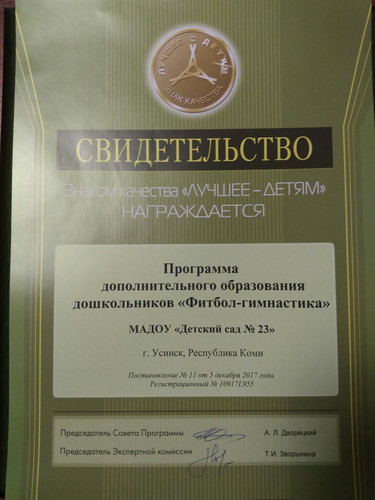 ЛУЧШЕЕ ДЕТЯМ
ЗНАК КАЧЕСТВА
СВИДЕТЕЛЬСТВО
Знаком качества «ЛУЧШЕЕ – ДЕТЯМ»
НАГРАЖДАЕТСЯ
Программа
дополнительного образования
дошкольников «Фитбол-гимнастика»
МАДОУ «Детский сад № 23»
г. Усинск, Республика Коми
Постановление № 11 от 5 декабря 2017 года.
Регистрационный № 10917L955
Председатель Совета Программы А. Л. Дворецкий
Председатель Экспертной комиссии Т.И. Зворыкина